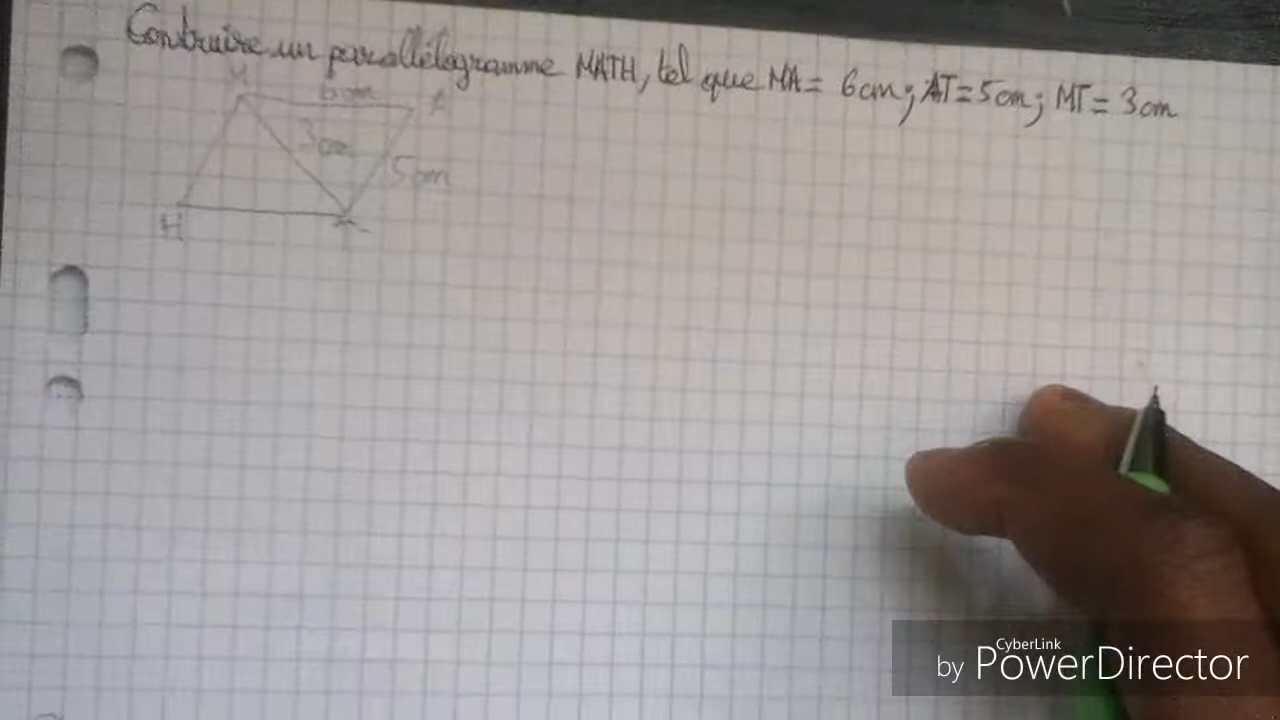 Construire un parallélogramme MATH, tel que MA = 6cm; AT = 5cm; MT = 3cm
M 6cm A
3cm
5cm
H T
CyberLink
by PowerDirector